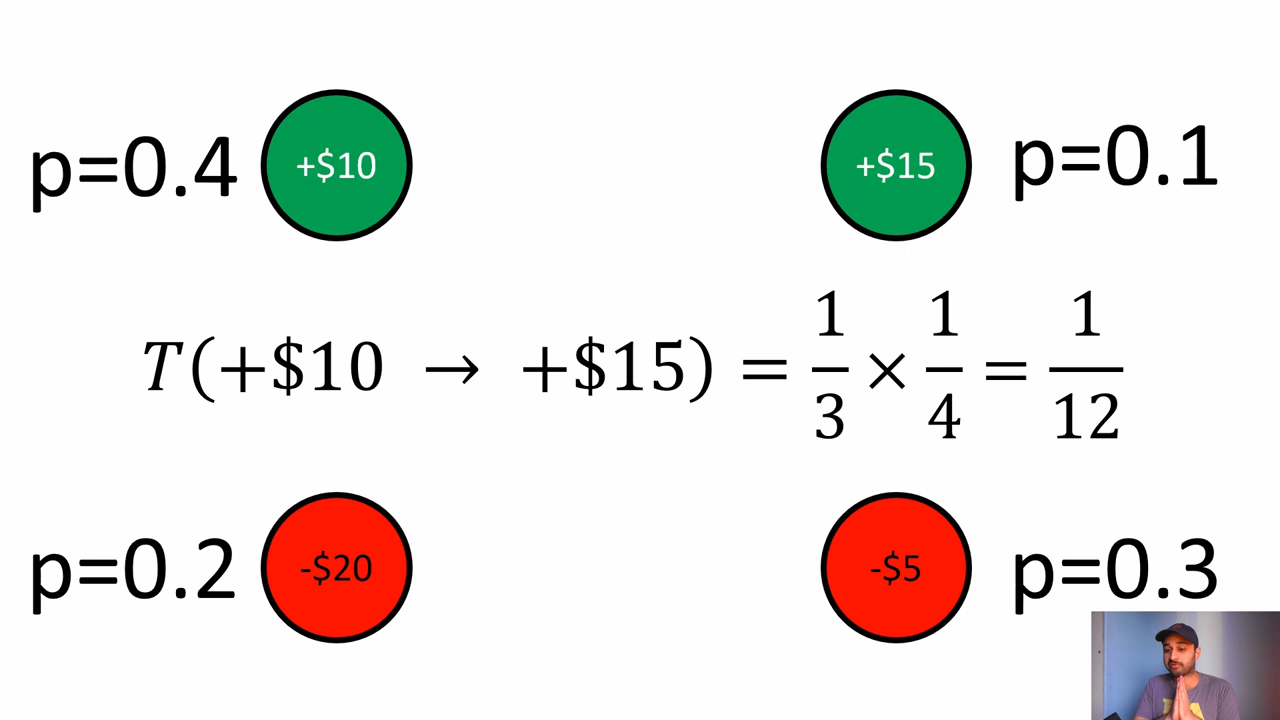 p=0.4 +$10 +$15 p=0.1
T(+$10 → +$15) = 1/3 × 1/4 = 1/12
p=0.2 -$20 -$5 p=0.3